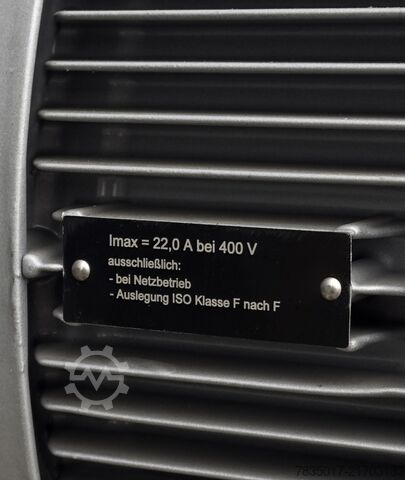 Imax = 22,0 A bei 400 V
ausschließlich:
- bei Netzbetrieb
- Auslegung ISO Klasse F nach F